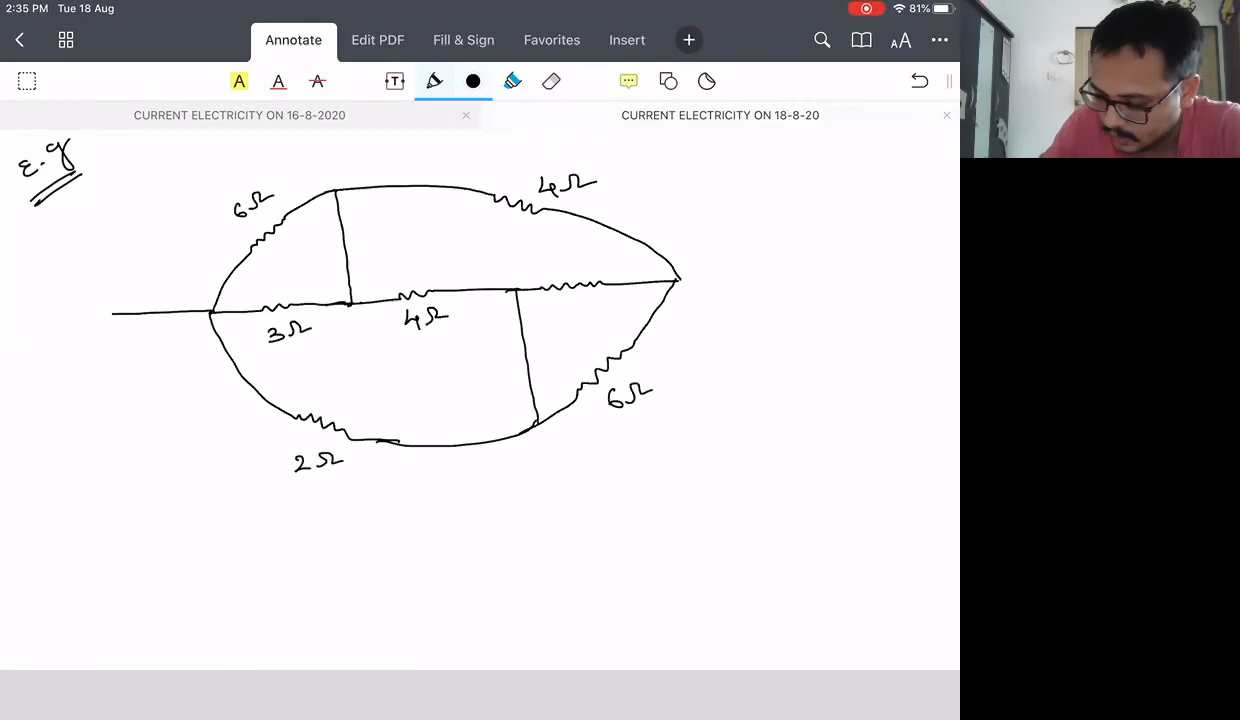 2:35 PM Tue 18 Aug 81%
Annotate Edit PDF Fill & Sign Favorites Insert
AA
A A A T
CURRENT ELECTRICITY ON 16-8-2020 CURRENT ELECTRICITY ON 18-8-20
E.g
6Ω 4Ω
3Ω 4Ω
6Ω
2Ω